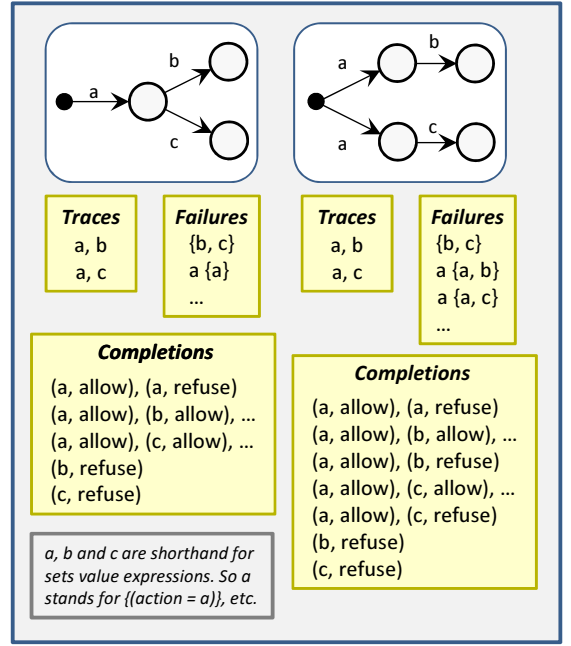 a
b
c
a
a
b
c
Traces
a, b
a, c
Failures
{b, c}
a {a}
...
Traces
a, b
a, c
Failures
{b, c}
a {a, b}
a {a, c}
...
Completions
(a, allow), (a, refuse)
(a, allow), (b, allow), ...
(a, allow), (c, allow), ...
(b, refuse)
(c, refuse)
Completions
(a, allow), (a, refuse)
(a, allow), (b, allow), ...
(a, allow), (b, refuse)
(a, allow), (c, allow), ...
(a, allow), (c, refuse)
(b, refuse)
(c, refuse)
a, b and c are shorthand for
sets value expressions. So a
stands for {(action = a)}, etc.